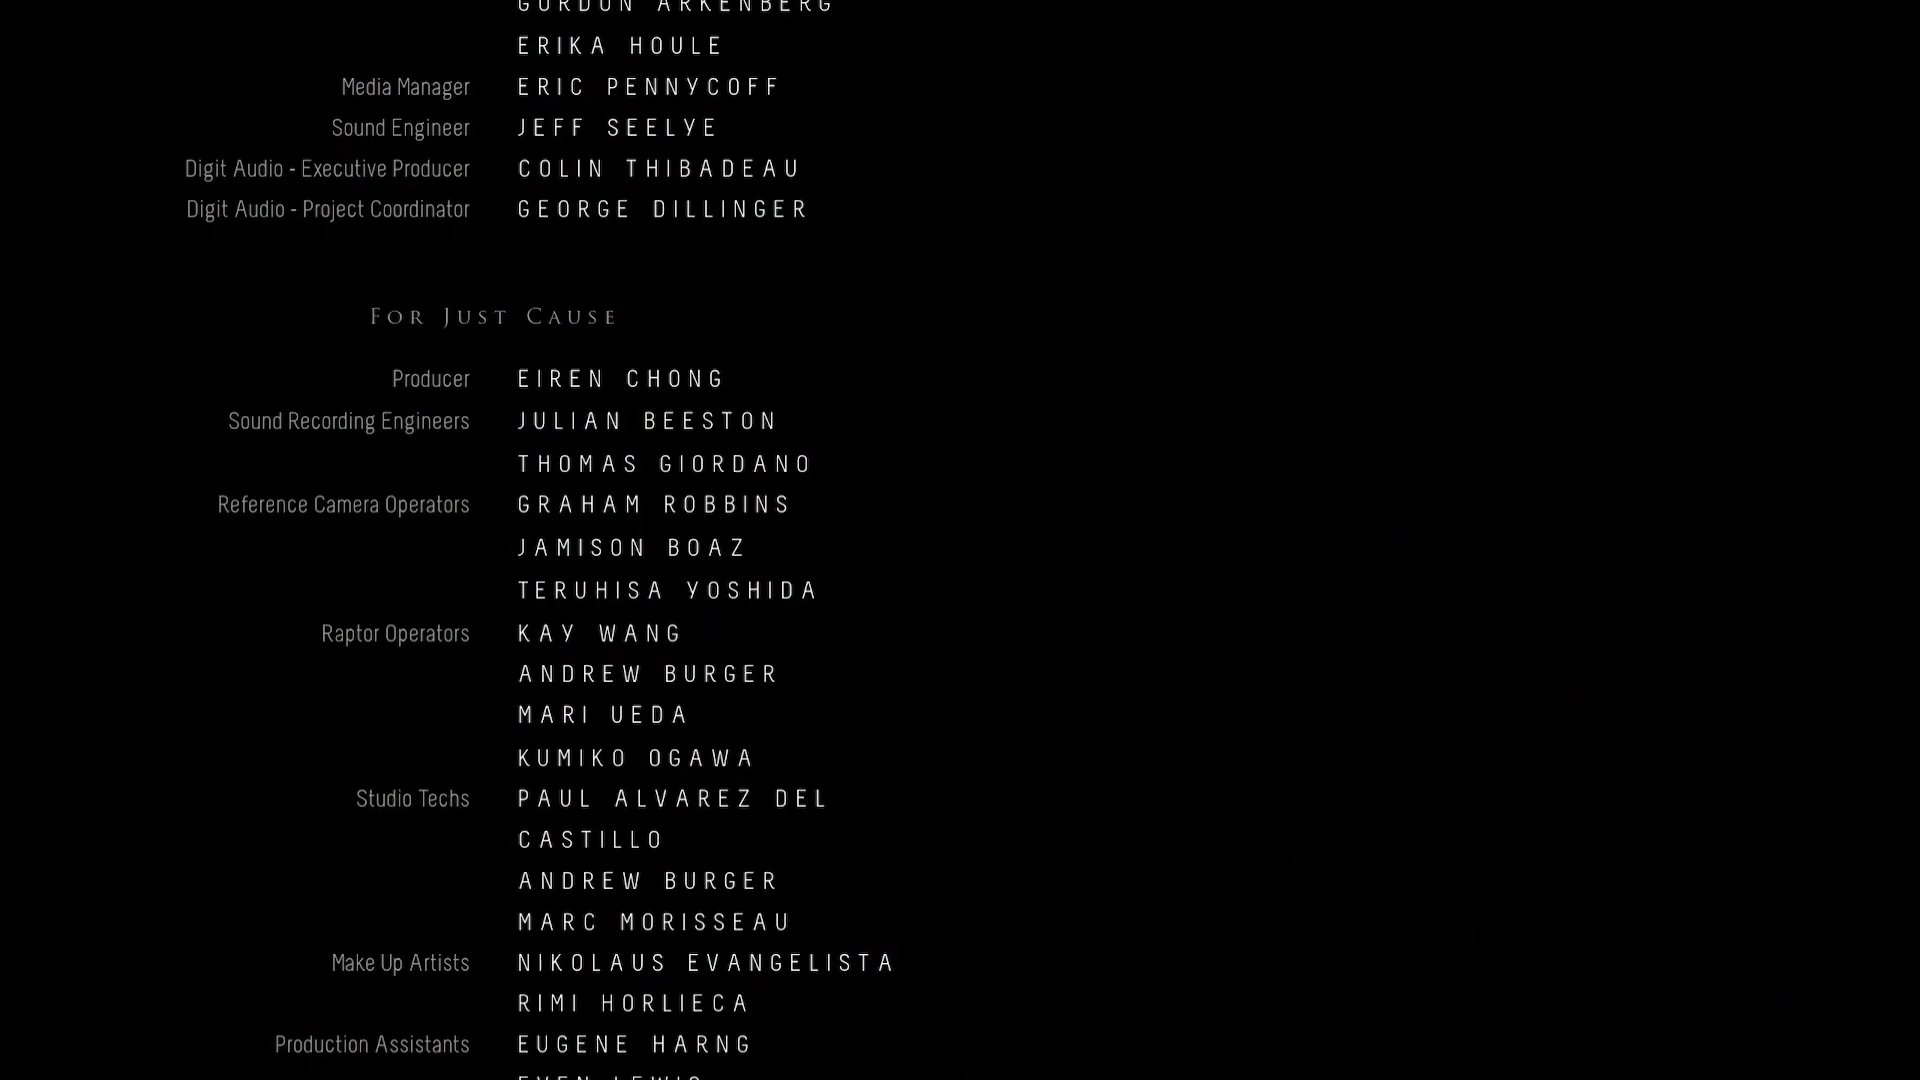 GORDON ARKENBERG
ERIKA HOULE
Media Manager ERIC PENNYCOFF
Sound Engineer JEFF SEELYE
Digit Audio - Executive Producer COLIN THIBADEAU
Digit Audio - Project Coordinator GEORGE DILLINGER
For Just Cause
Producer EIREN CHONG
Sound Recording Engineers JULIAN BEESTON
THOMAS GIORDANO
Reference Camera Operators GRAHAM ROBBINS
JAMISON BOAZ
TERUHISA YOSHIDA
Raptor Operators KAY WANG
ANDREW BURGER
MARI UEDA
KUMIKO OGAWA
Studio Techs PAUL ALVAREZ DEL
CASTILLO
ANDREW BURGER
MARC MORISSEAU
Make Up Artists NIKOLAUS EVANGELISTA
RIMI HORLIECA
Production Assistants EUGENE HARNG